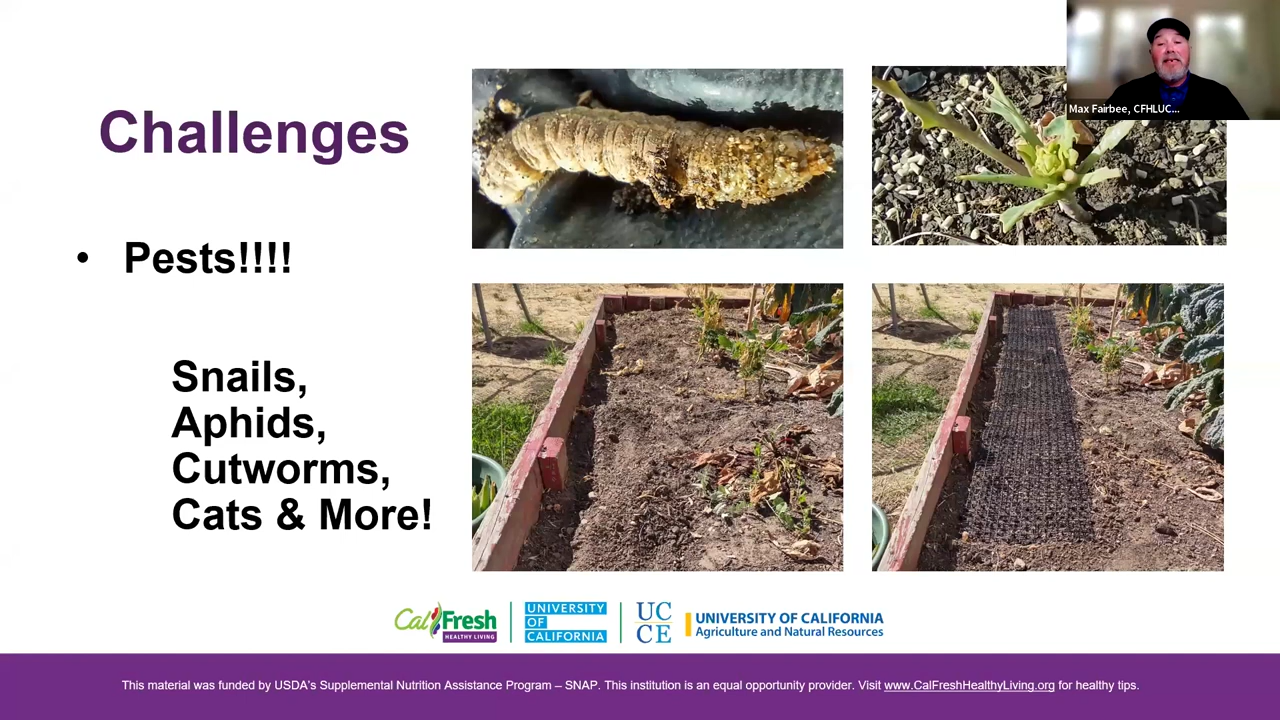 Max Fairbee, CFHLUC...
Challenges
• Pests!!!!
Snails,
Aphids,
Cutworms,
Cats & More!
CalFresh
HEALTHY LIVING
UNIVERSITY
OF
CALIFORNIA
UC
CE
UNIVERSITY OF CALIFORNIA
Agriculture and Natural Resources
This material was funded by USDA's Supplemental Nutrition Assistance Program – SNAP. This institution is an equal opportunity provider. Visit www.CalFreshHealthyLiving.org for healthy tips.